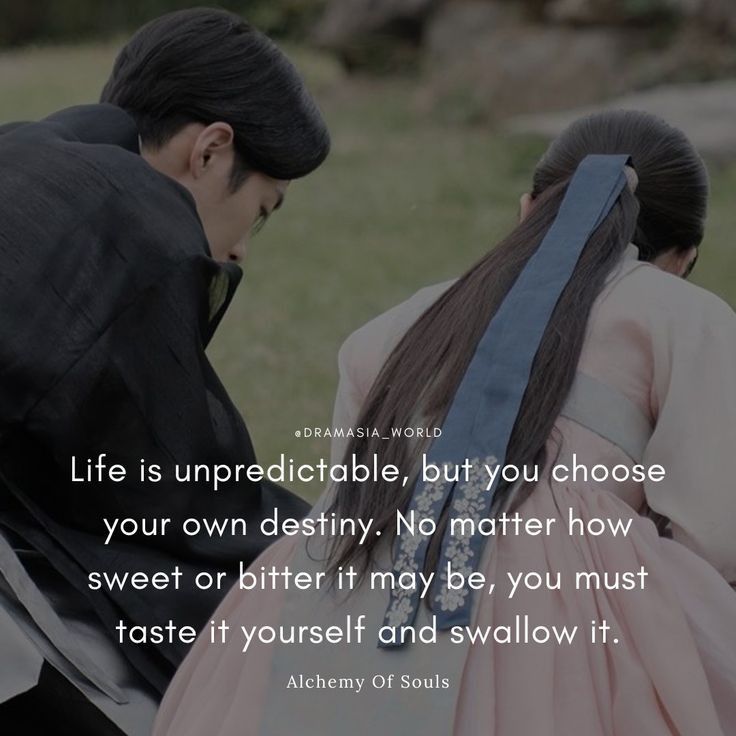 @DRAMASIA_WORLD
Life is unpredictable, but you choose
your own destiny. No matter how
sweet or bitter it may be, you must
taste it yourself and swallow it.
Alchemy Of Souls